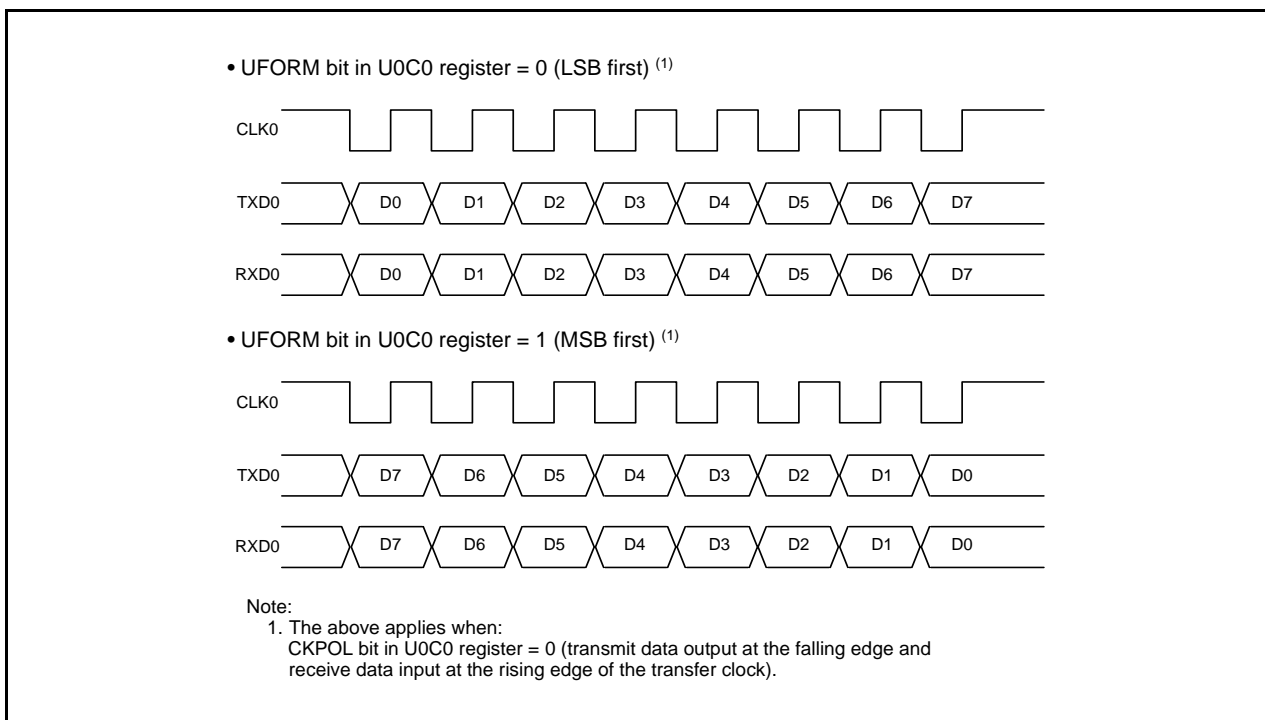 • UFORM bit in U0C0 register = 0 (LSB first) (1)
CLK0
TXD0 D0 D1 D2 D3 D4 D5 D6 D7
RXD0 D0 D1 D2 D3 D4 D5 D6 D7
• UFORM bit in U0C0 register = 1 (MSB first) (1)
CLK0
TXD0 D7 D6 D5 D4 D3 D2 D1 D0
RXD0 D7 D6 D5 D4 D3 D2 D1 D0
Note:
1. The above applies when:
CKPOL bit in U0C0 register = 0 (transmit data output at the falling edge and
receive data input at the rising edge of the transfer clock).